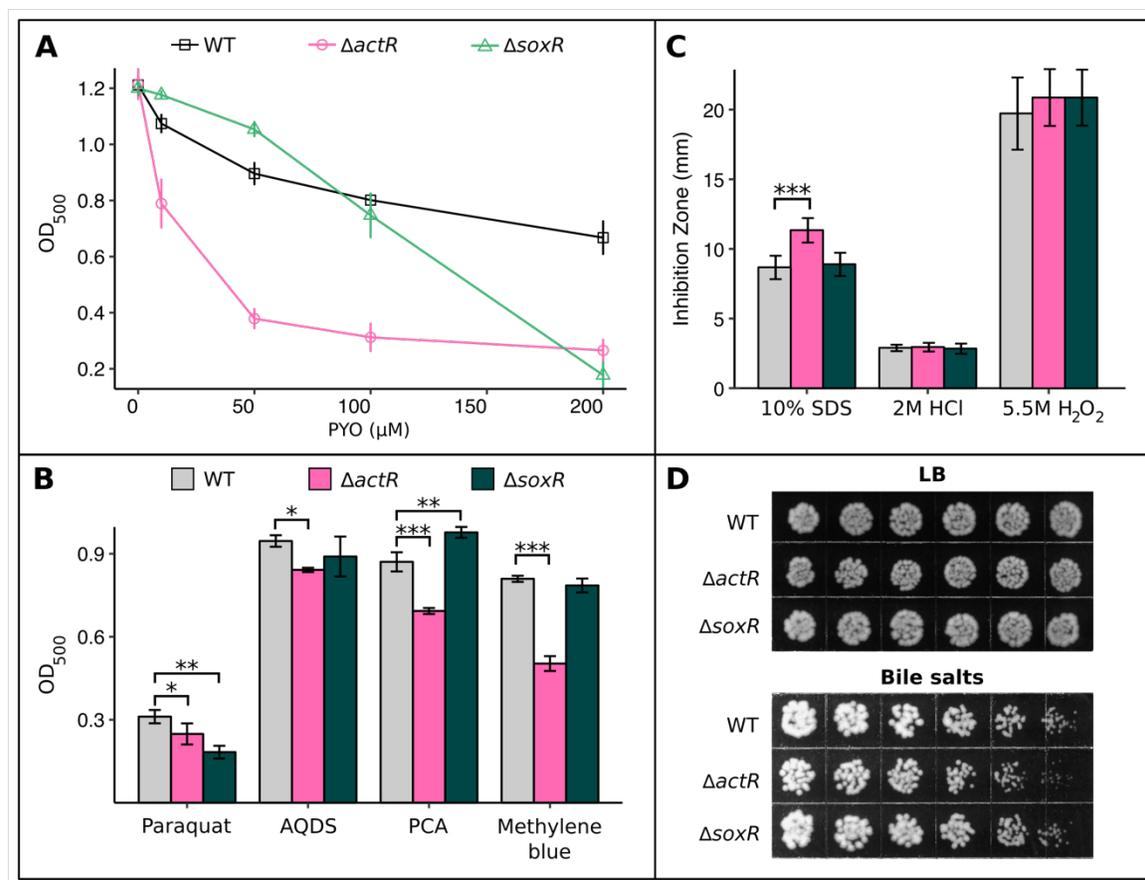 A
WT ΔactR ΔsoxR
OD500
1.2
1.0
0.8
0.6
0.4
0.2
0 50 100 150 200
PYO (μM)
B
WT ΔactR ΔsoxR
OD500
0.9
0.6
0.3
*
**
*
***
**
***
Paraquat AQDS PCA Methylene
blue
C
Inhibition Zone (mm)
20
15
10
5
0
***
10% SDS 2M HCl 5.5M H2O2
D
LB
WT
ΔactR
ΔsoxR
Bile salts
WT
ΔactR
ΔsoxR